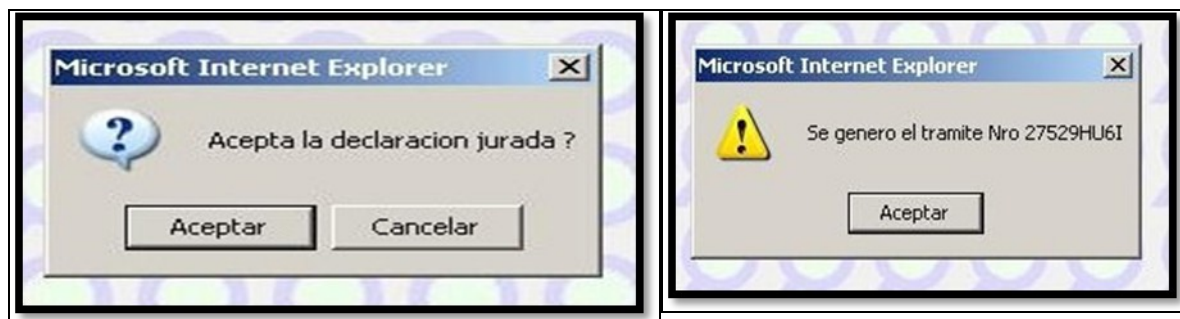 Microsoft Internet Explorer
Acepta la declaracion jurada ?
Aceptar
Cancelar
Microsoft Internet Explorer
Se genero el tramite Nro 27529HU6I
Aceptar